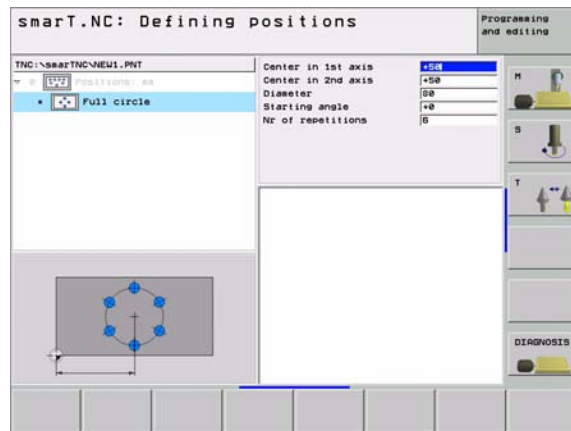 smarT.NC: Defining positions
Programming
and editing
TNC:\smarTNC\NEW1.PNT
Positions: mm
Full circle
Center in 1st axis +50
Center in 2nd axis +50
Diameter 80
Starting angle +0
Nr of repetitions 6
M
S
T
DIAGNOSIS